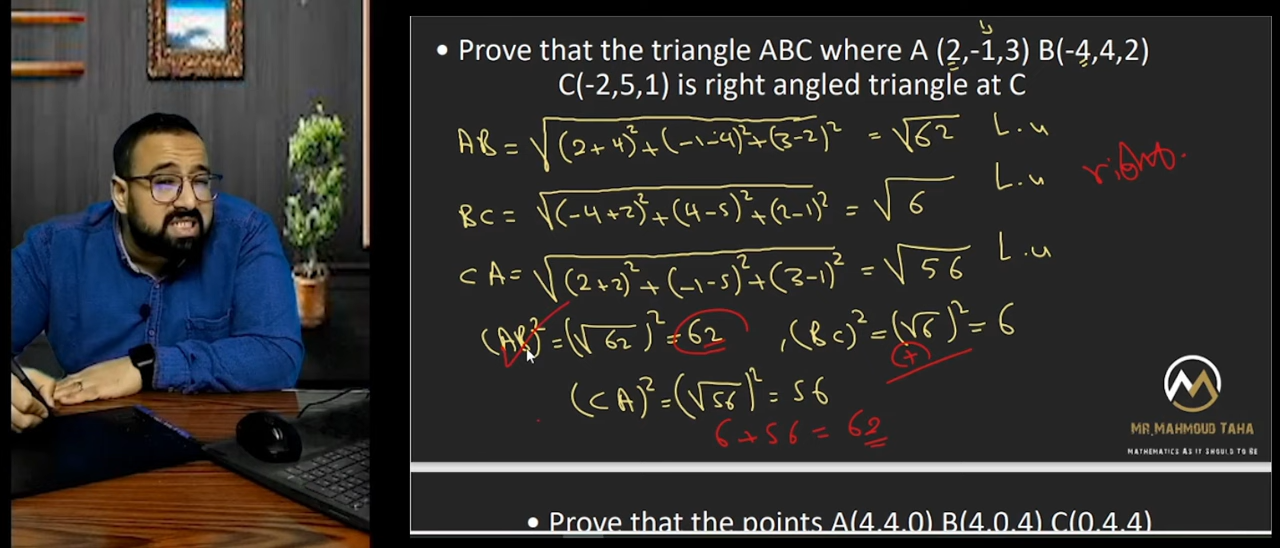 • Prove that the triangle ABC where A (2,-1,3) B(-4,4,2)
C(-2,5,1) is right angled triangle at C
AB = √((2+4)²+(-1-4)²+(3-2)²) = √62 L.u
right.
BC = √((-4+2)²+(4-5)²+(2-1)²) = √6 L.u
CA = √((2+2)²+(-1-5)²+(3-1)²) = √56 L.u
(AB)² = (√62)² = 62 , (BC)² = (√6)² = 6
(+)
(CA)² = (√56)² = 56
6+56 = 62
MR.MAHMOUD TAHA
MATHEMATICS AS IT SHOULD TO BE
• Prove that the points A(4,4,0) B(4,0,4) C(0,4,4)